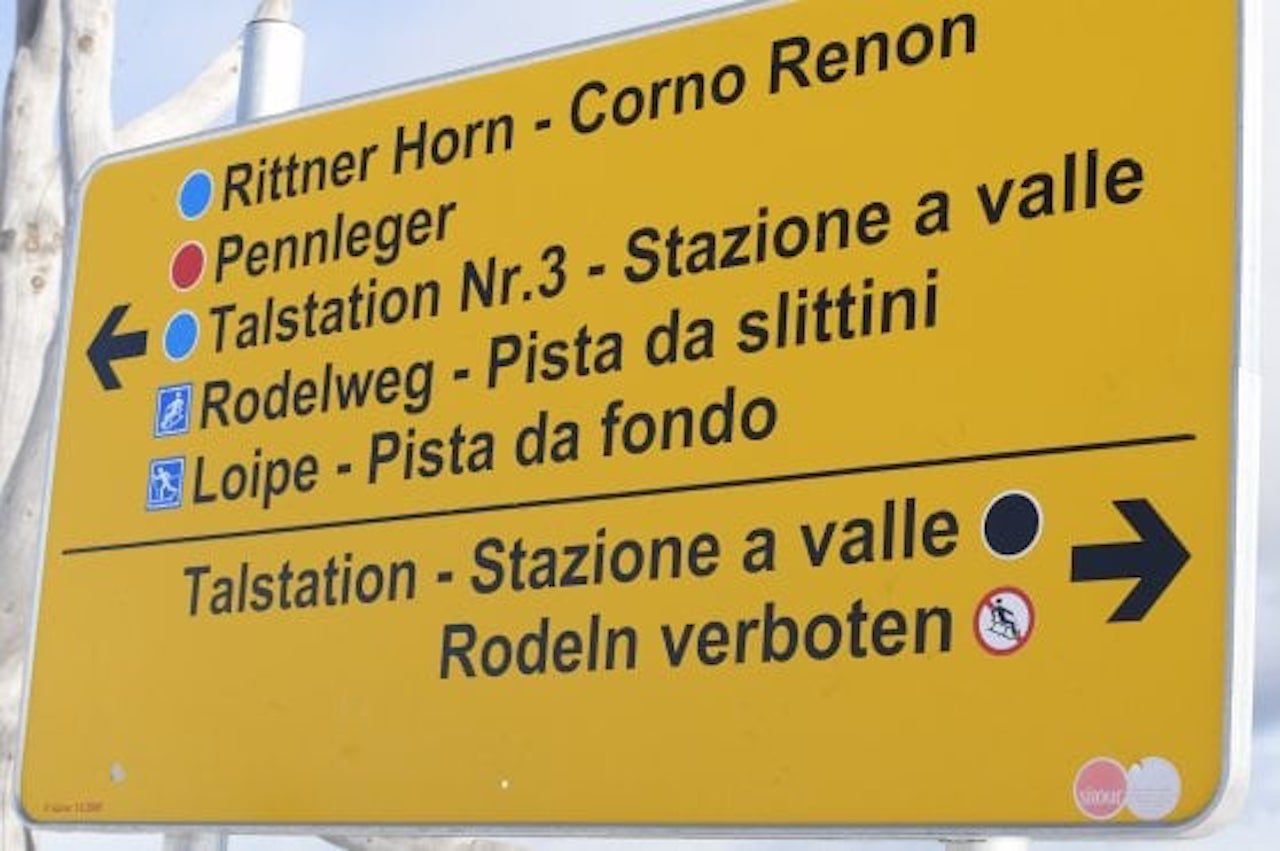 Rittner Horn - Corno Renon
Pennleger
Talstation Nr.3 - Stazione a valle
Rodelweg - Pista da slittini
Loipe - Pista da fondo
Talstation - Stazione a valle
Rodeln verboten
sitour